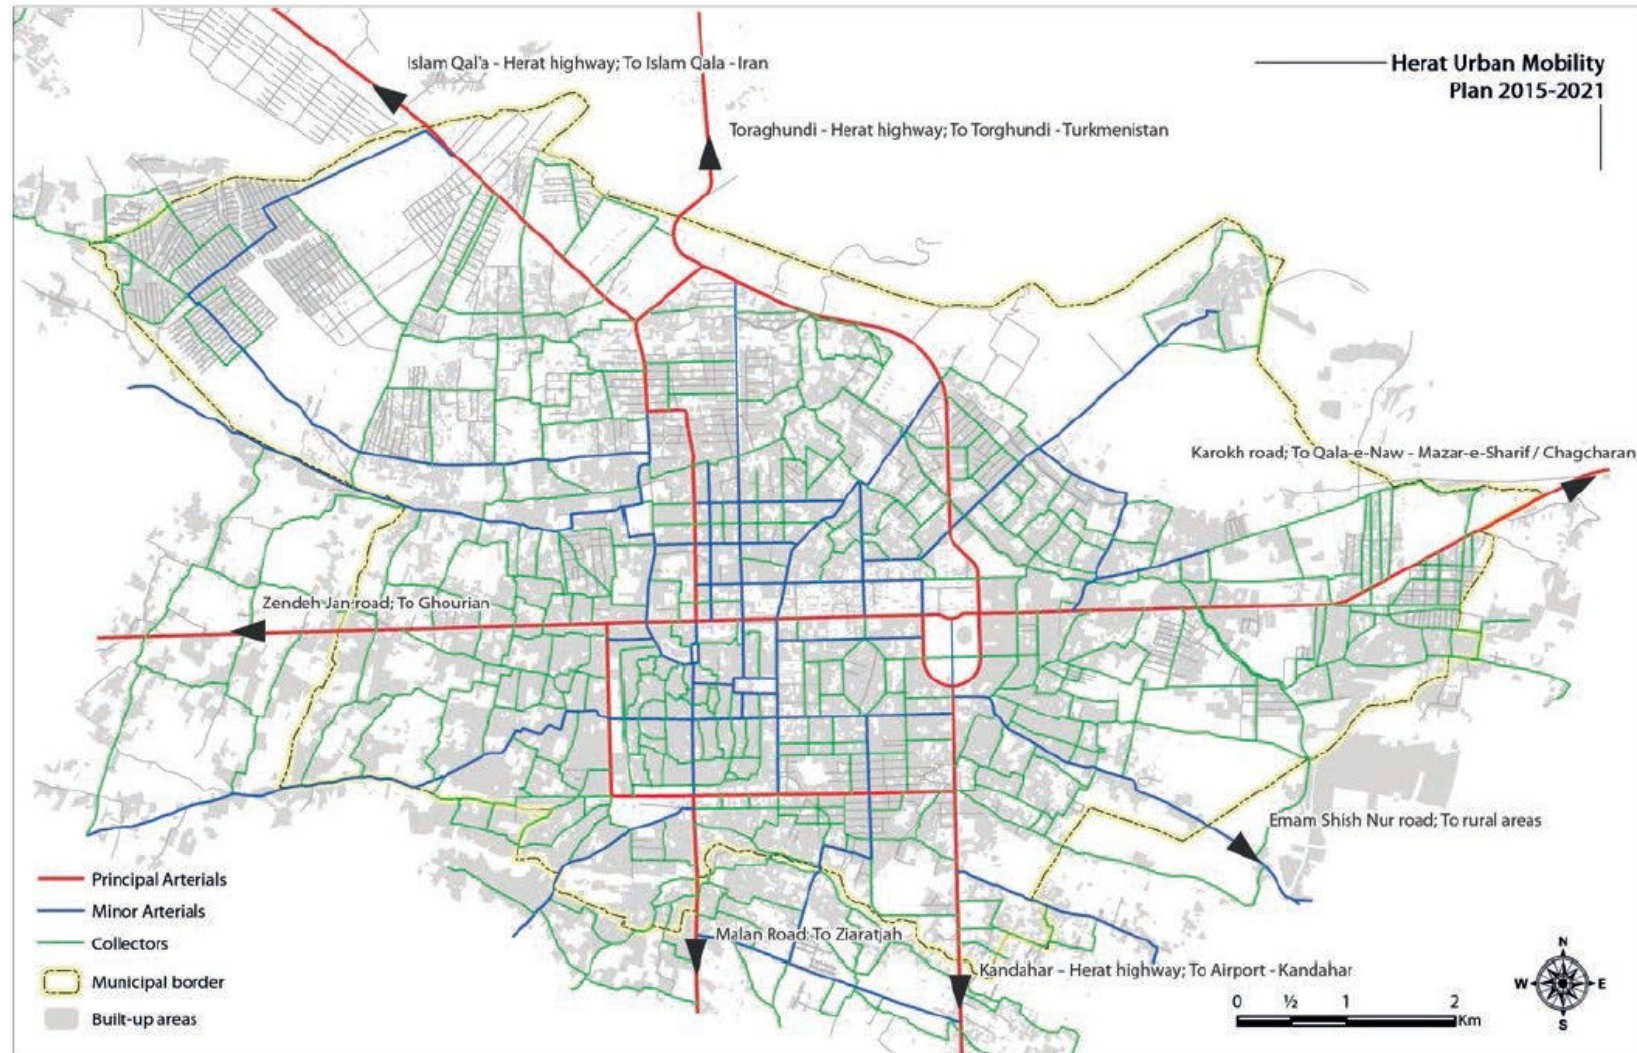 Herat Urban Mobility
Plan 2015-2021
Islam Qal'a - Herat highway; To Islam Qala - Iran
Toraghundi - Herat highway; To Torghundi - Turkmenistan
Karokh road; To Qala-e-Naw - Mazar-e-Sharif / Chagcharan
Zendeh Jan road; To Ghourian
Emam Shish Nur road; To rural areas
Malan Road; To Ziaratjah
Kandahar - Herat highway; To Airport - Kandahar
Principal Arterials
Minor Arterials
Collectors
Municipal border
Built-up areas
N
W E
S
0 ½ 1 2
Km